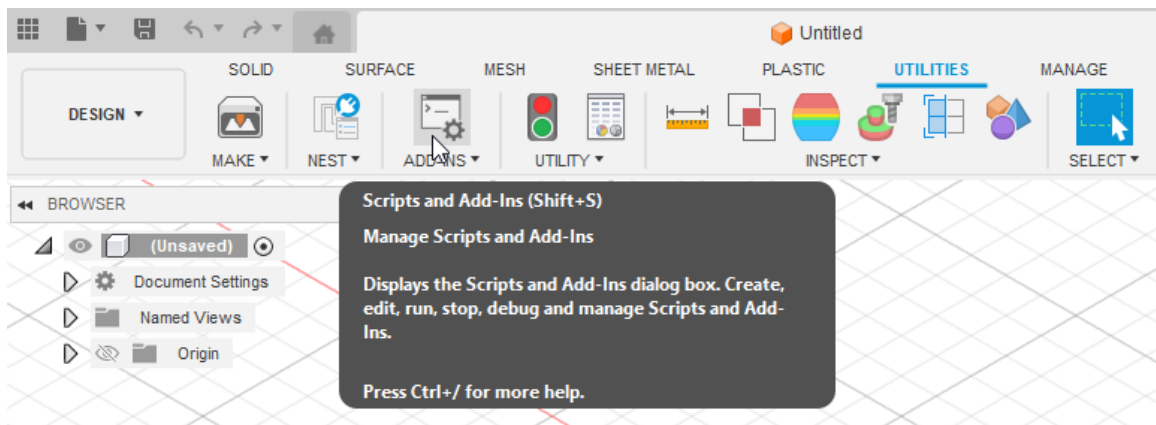 Untitled
SOLID SURFACE MESH SHEET METAL PLASTIC UTILITIES MANAGE
DESIGN
MAKE NEST ADD-INS UTILITY INSPECT SELECT
BROWSER
(Unsaved)
Document Settings
Named Views
Origin
Scripts and Add-Ins (Shift+S)
Manage Scripts and Add-Ins
Displays the Scripts and Add-Ins dialog box. Create,
edit, run, stop, debug and manage Scripts and Add-
Ins.
Press Ctrl+/ for more help.